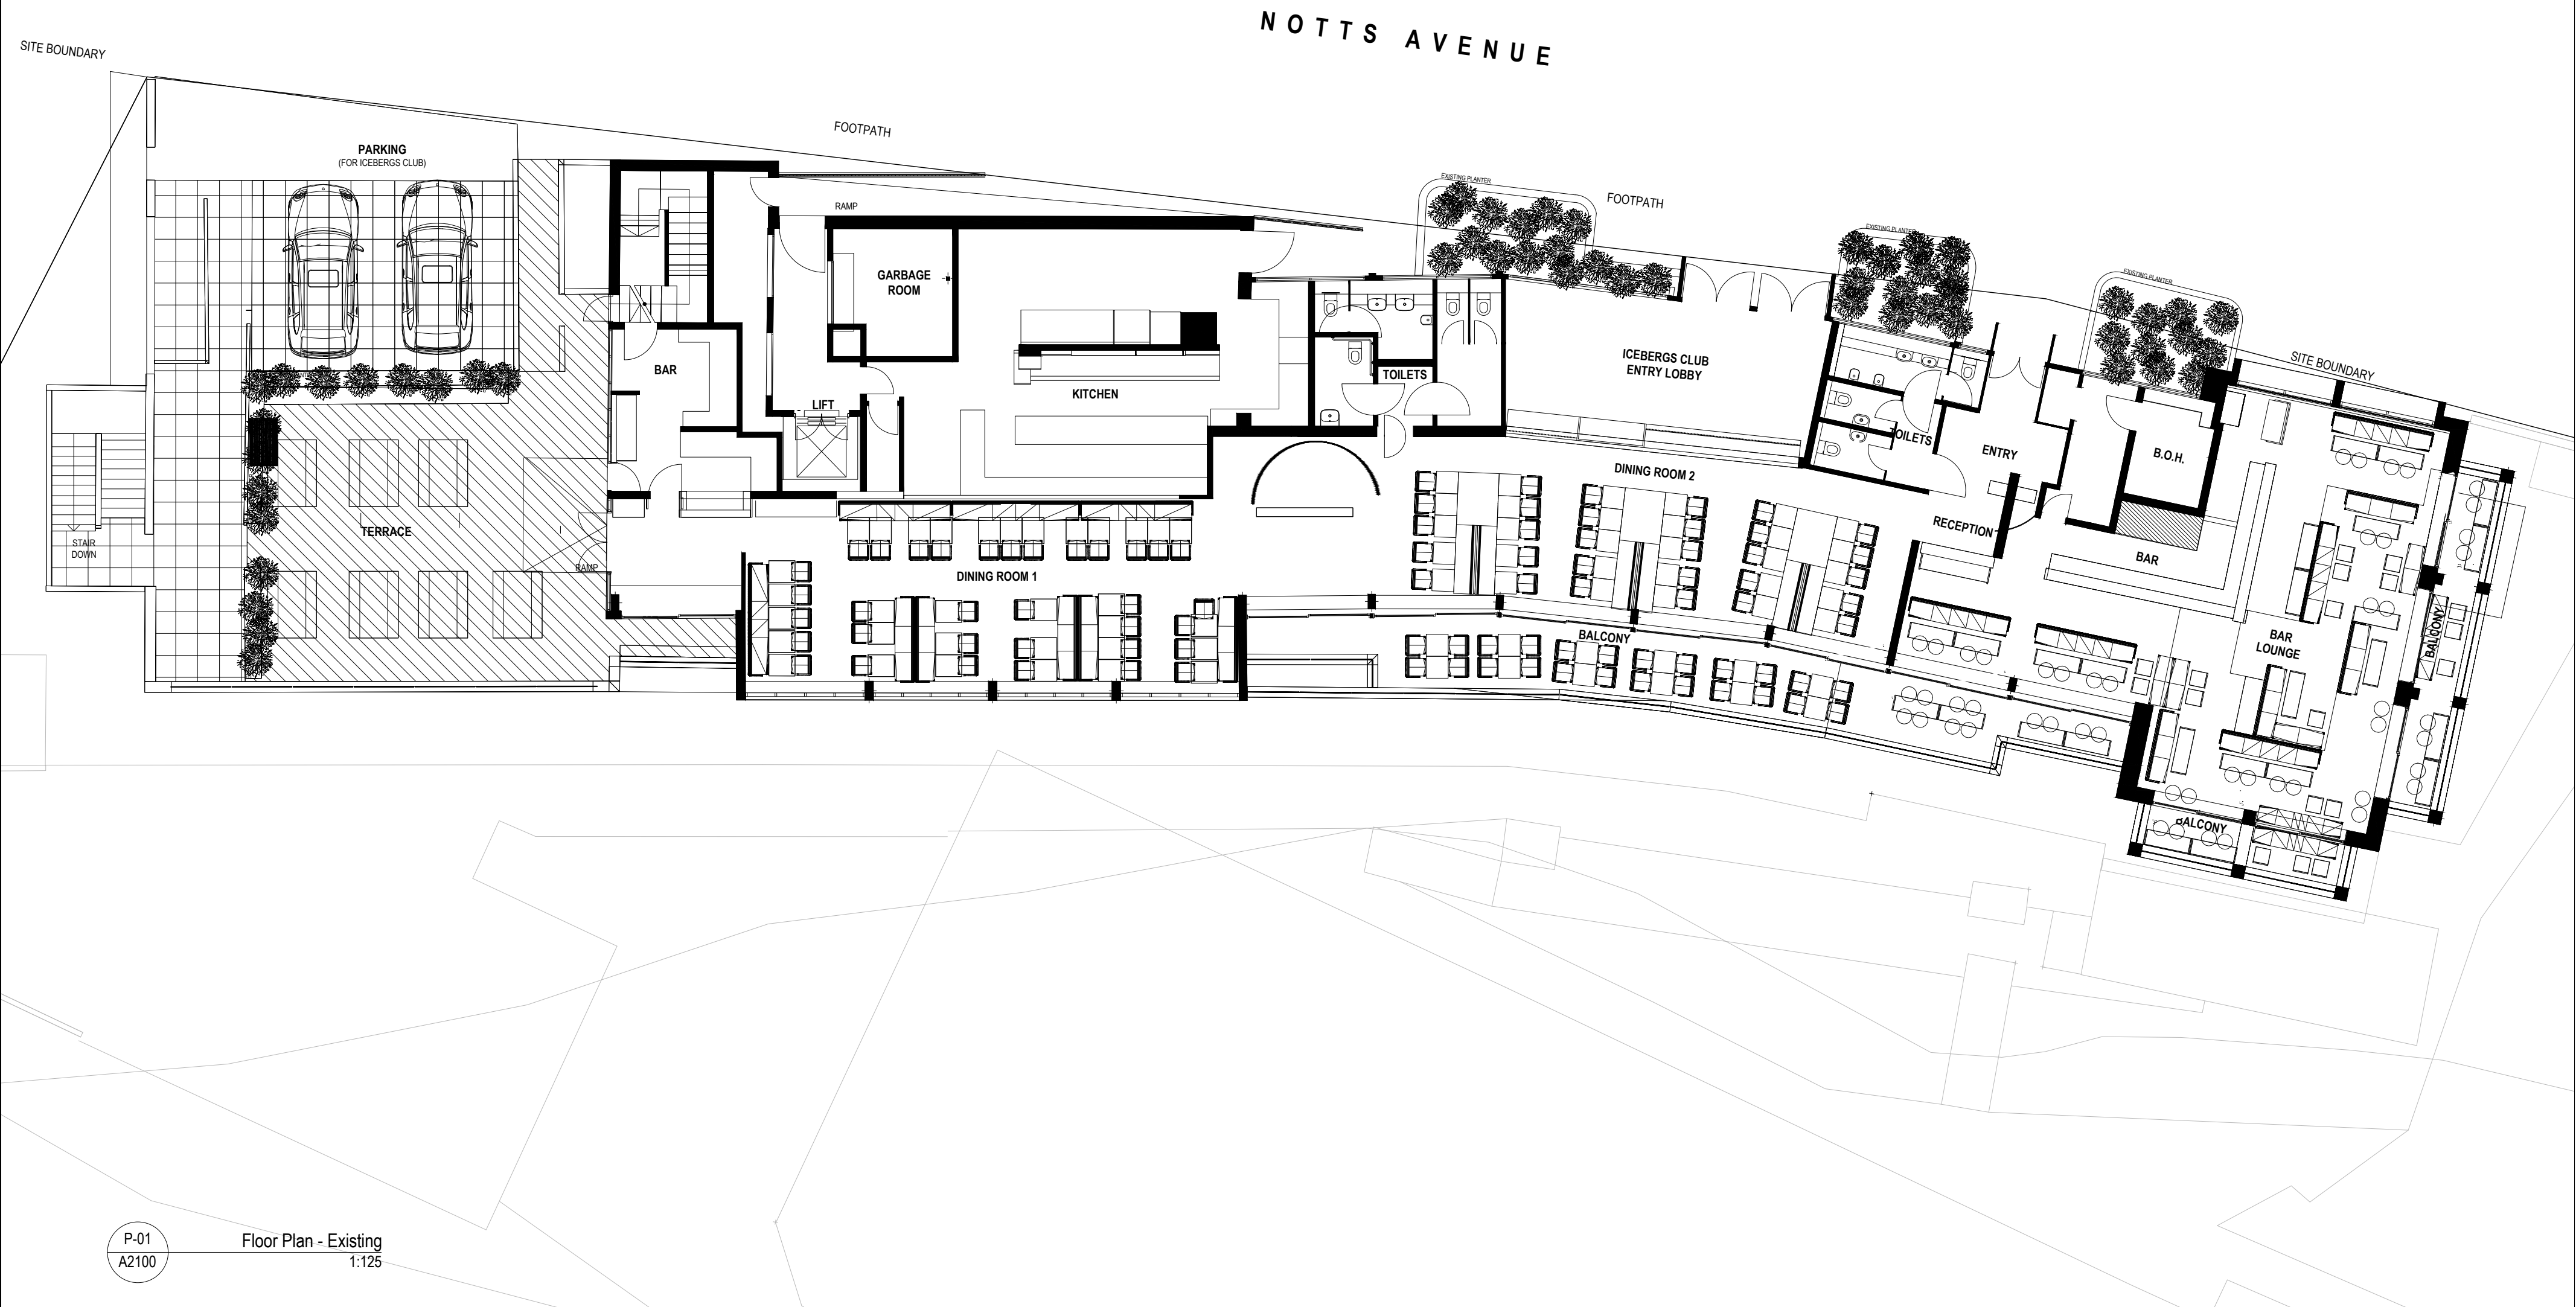 NOTTS AVENUE
SITE BOUNDARY
FOOTPATH
PARKING
(FOR ICEBERGS CLUB)
EXISTING PLANTER
FOOTPATH
RAMP
EXISTING PLANTER
EXISTING PLANTER
GARBAGE
ROOM
ICEBERGS CLUB
ENTRY LOBBY
SITE BOUNDARY
BAR
TOILETS
KITCHEN
LIFT
TOILETS
ENTRY
B.O.H.
DINING ROOM 2
RECEPTION
TERRACE
STAIR
DOWN
BAR
RAMP
DINING ROOM 1
BALCONY
BAR
LOUNGE
BALCONY
BALCONY
P-01
A2100
Floor Plan - Existing
1:125